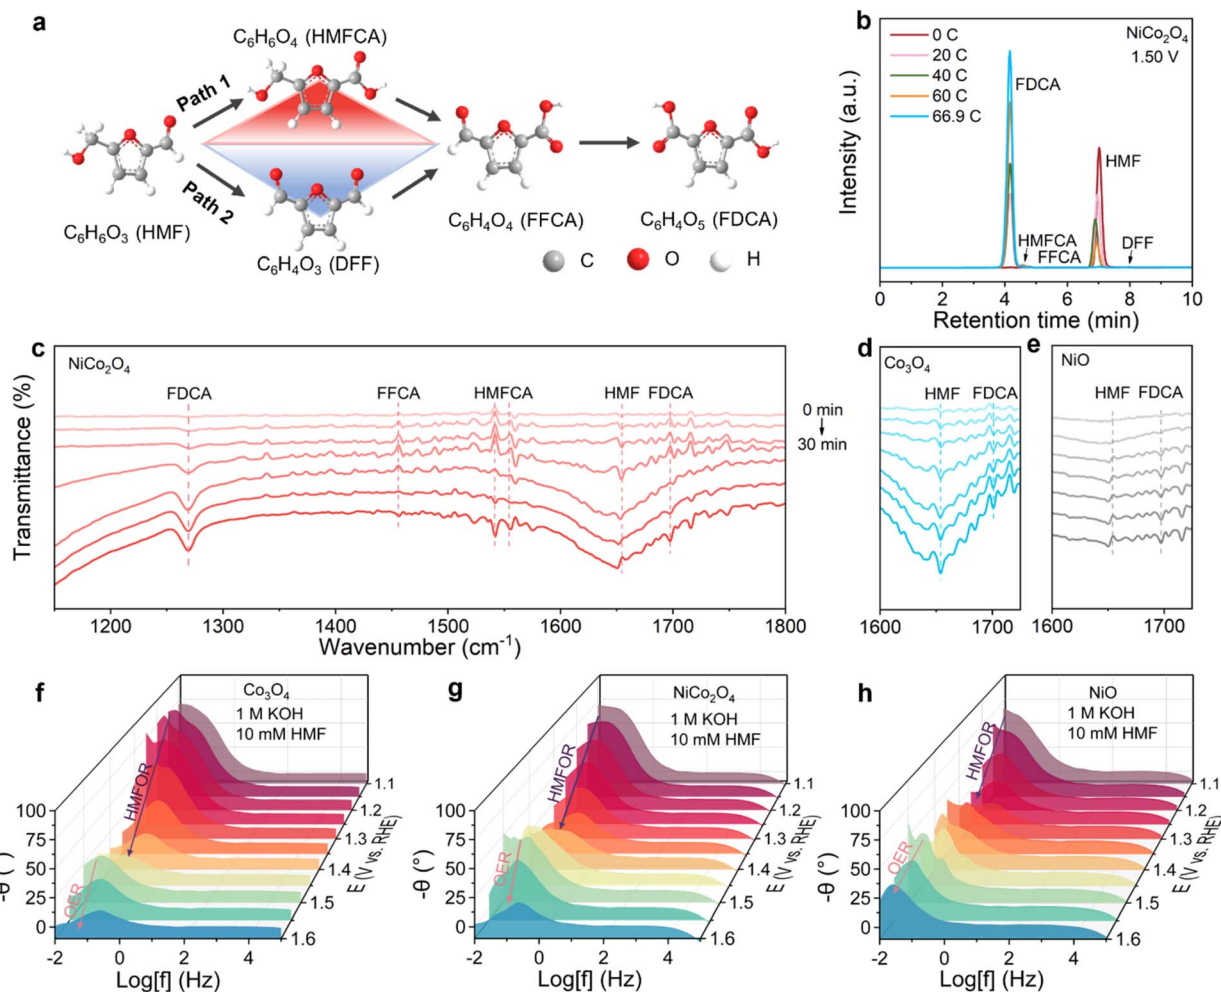 a
C₆H₆O₄ (HMFCA)
Path 1
Path 2
C₆H₆O₃ (HMF)
C₆H₄O₃ (DFF)
C₆H₄O₄ (FFCA)
C₆H₄O₅ (FDCA)
C
O
H
b
0 C
20 C
40 C
60 C
66.9 C
NiCo₂O₄
1.50 V
FDCA
HMF
HMFCA
FFCA
DFF
Intensity (a.u.)
0 2 4 6 8 10
Retention time (min)
c
NiCo₂O₄
FDCA FFCA HMFCA HMF FDCA
0 min
30 min
Transmittance (%)
1200 1300 1400 1500 1600 1700 1800
Wavenumber (cm⁻¹)
d
Co₃O₄
HMF FDCA
1600 1700
e
NiO
HMF FDCA
1600 1700
f
Co₃O₄
1 M KOH
10 mM HMF
HMFOR
OER
100
75
50
25
0
-θ (°)
-2 0 2 4
Log[f] (Hz)
1.1
1.2
1.3
1.4
1.5
1.6
E (V vs. RHE)
g
NiCo₂O₄
1 M KOH
10 mM HMF
HMFOR
OER
100
75
50
25
0
-θ (°)
-2 0 2 4
Log[f] (Hz)
1.1
1.2
1.3
1.4
1.5
1.6
E (V vs. RHE)
h
NiO
1 M KOH
10 mM HMF
HMFOR
OER
100
75
50
25
0
-θ (°)
-2 0 2 4
Log[f] (Hz)
1.1
1.2
1.3
1.4
1.5
1.6
E (V vs. RHE)